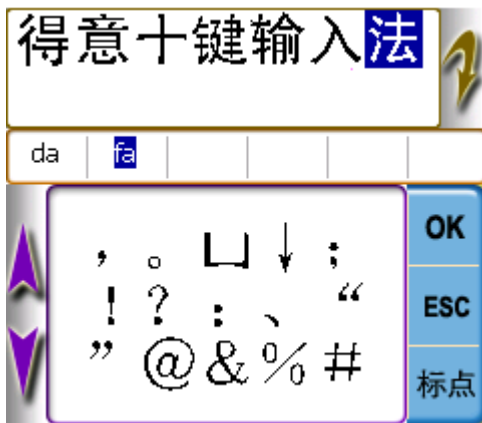 得意十键输入法
da fa
OK
， 。 ␣ ↓ ；
ESC
！ ？ ： 、 “
” @ & % #
标点